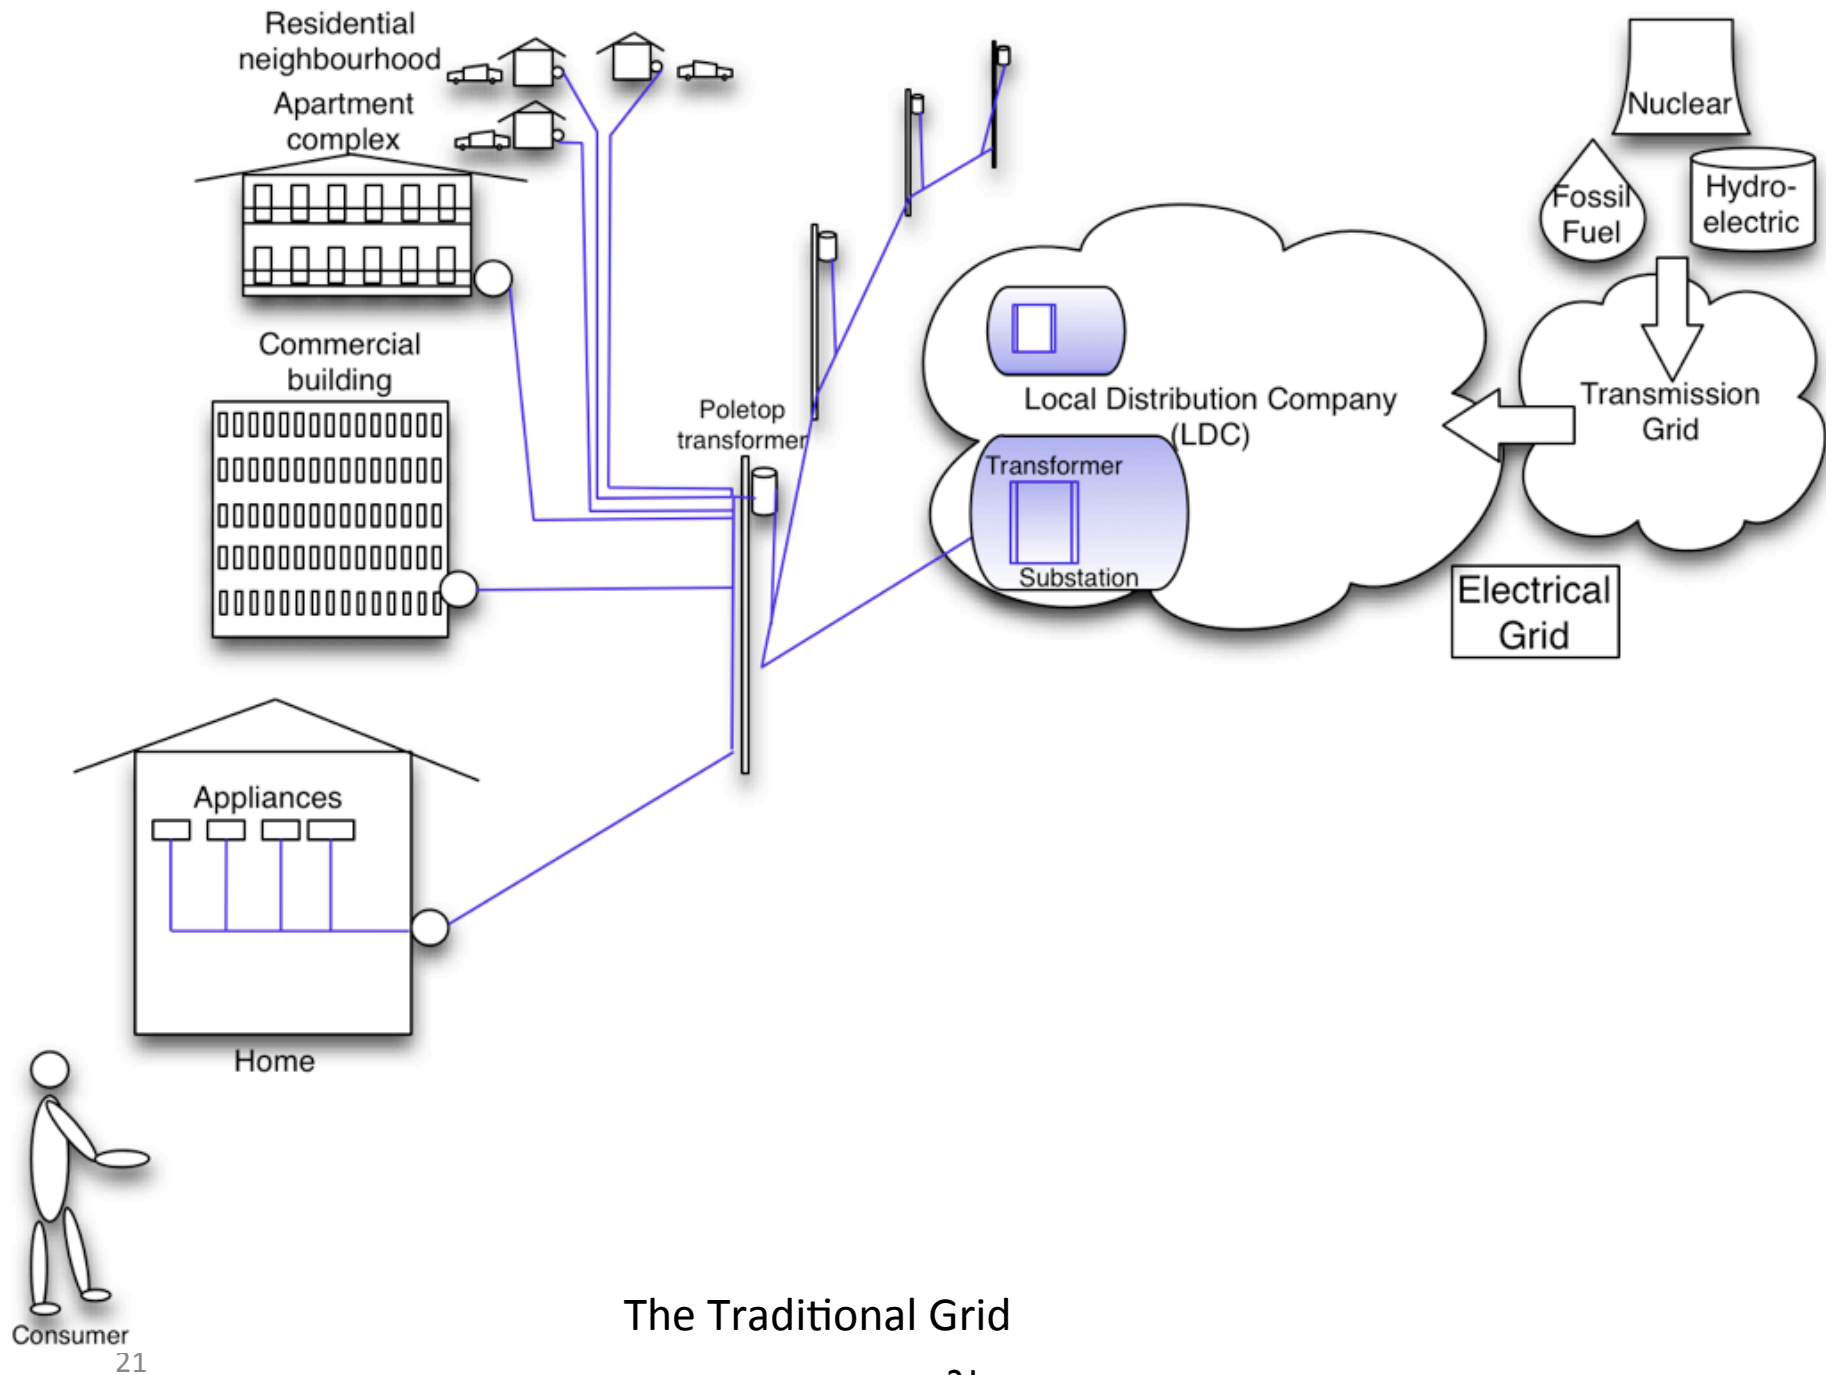 Residential
neighbourhood
Apartment
complex
Commercial
building
Poletop
transformer
Nuclear
Fossil
Fuel
Hydro-
electric
Transmission
Grid
Local Distribution Company
(LDC)
Transformer
Substation
Electrical
Grid
Appliances
Home
Consumer
21
The Traditional Grid